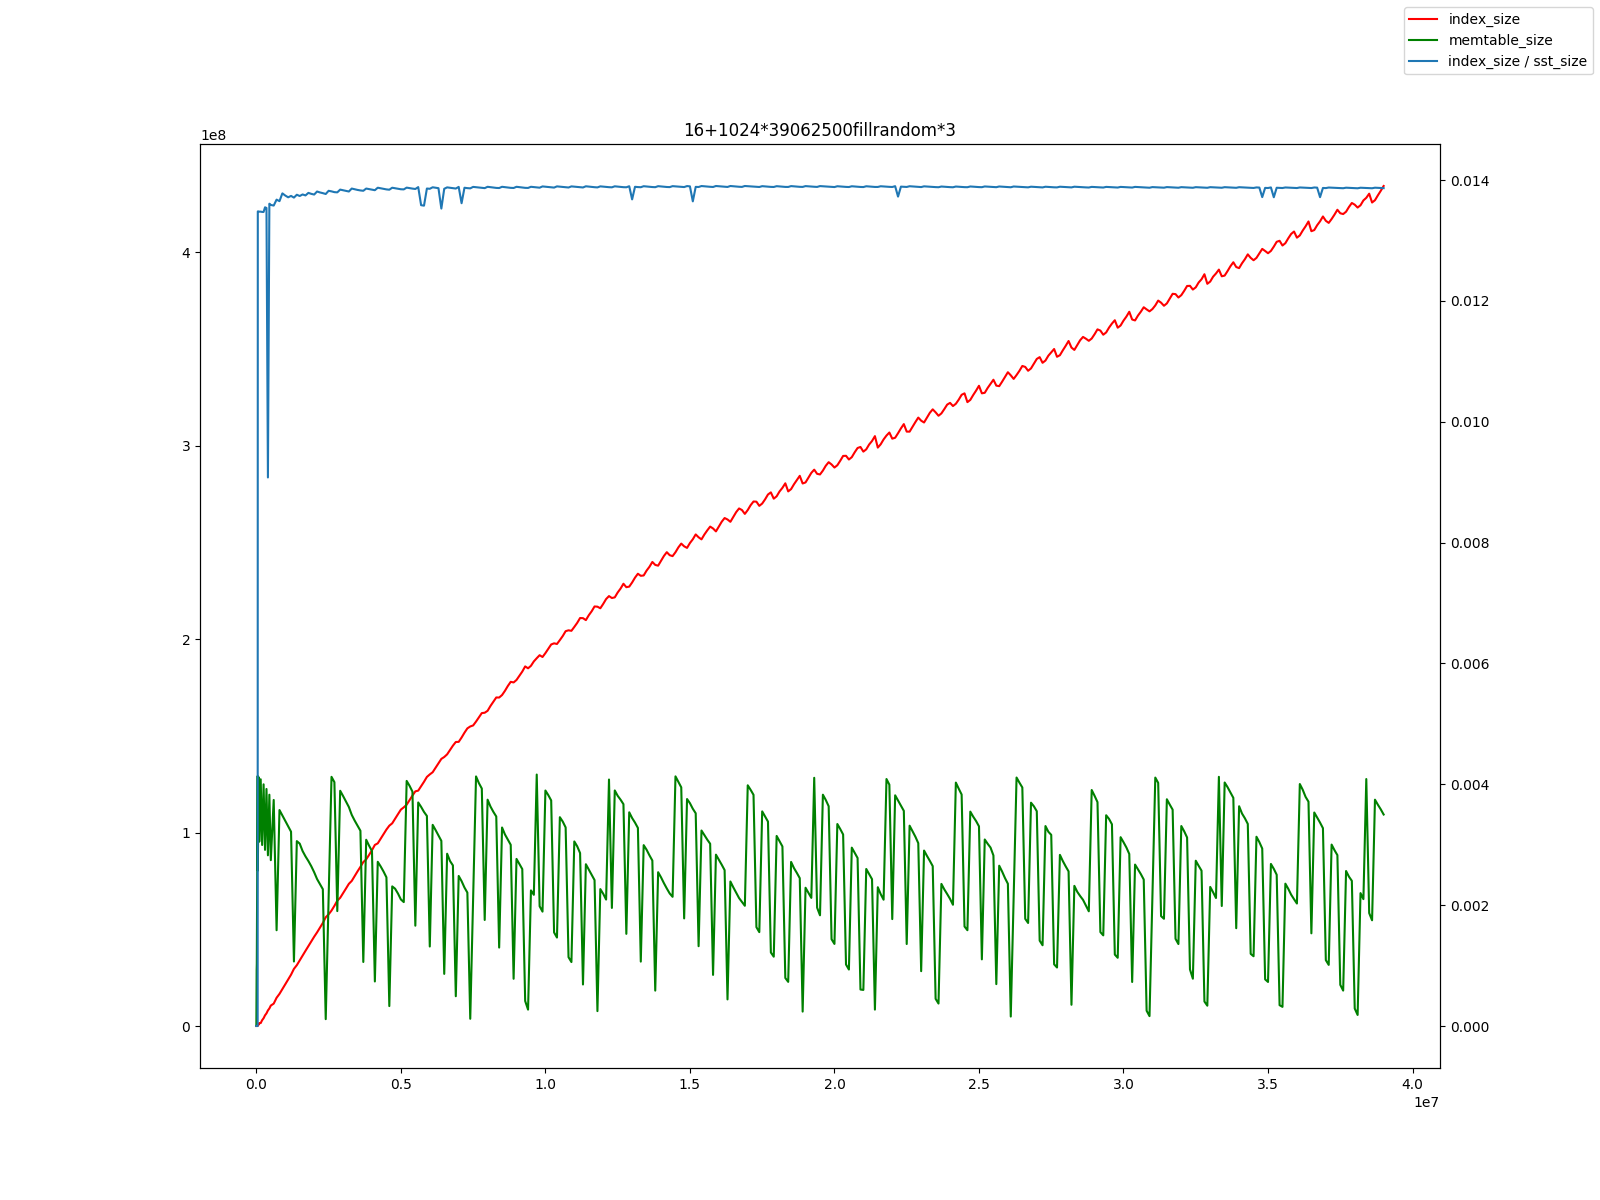 index_size
memtable_size
index_size / sst_size
16+1024*39062500fillrandom*3
1e8
4
3
2
1
0
0.014
0.012
0.010
0.008
0.006
0.004
0.002
0.000
0.0 0.5 1.0 1.5 2.0 2.5 3.0 3.5 4.0
1e7